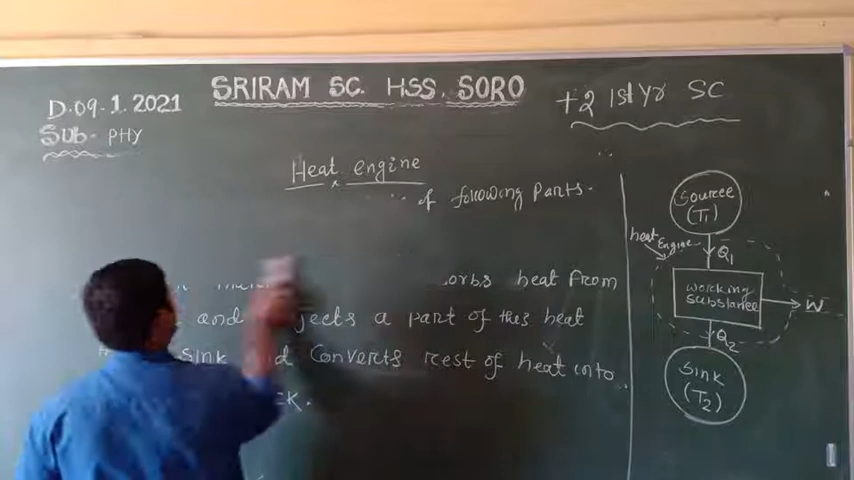 SRIRAM SC. HSS. SORO
D.09.1.2021
+2 1st Yr SC
Sub- PHY
Heat engine
of following Parts.
orbs heat from
and jects a part of this heat
sink Converts rest of heat into
Source
(T1)
heat Engine
Q1
Working
substance
W
Q2
Sink
(T2)